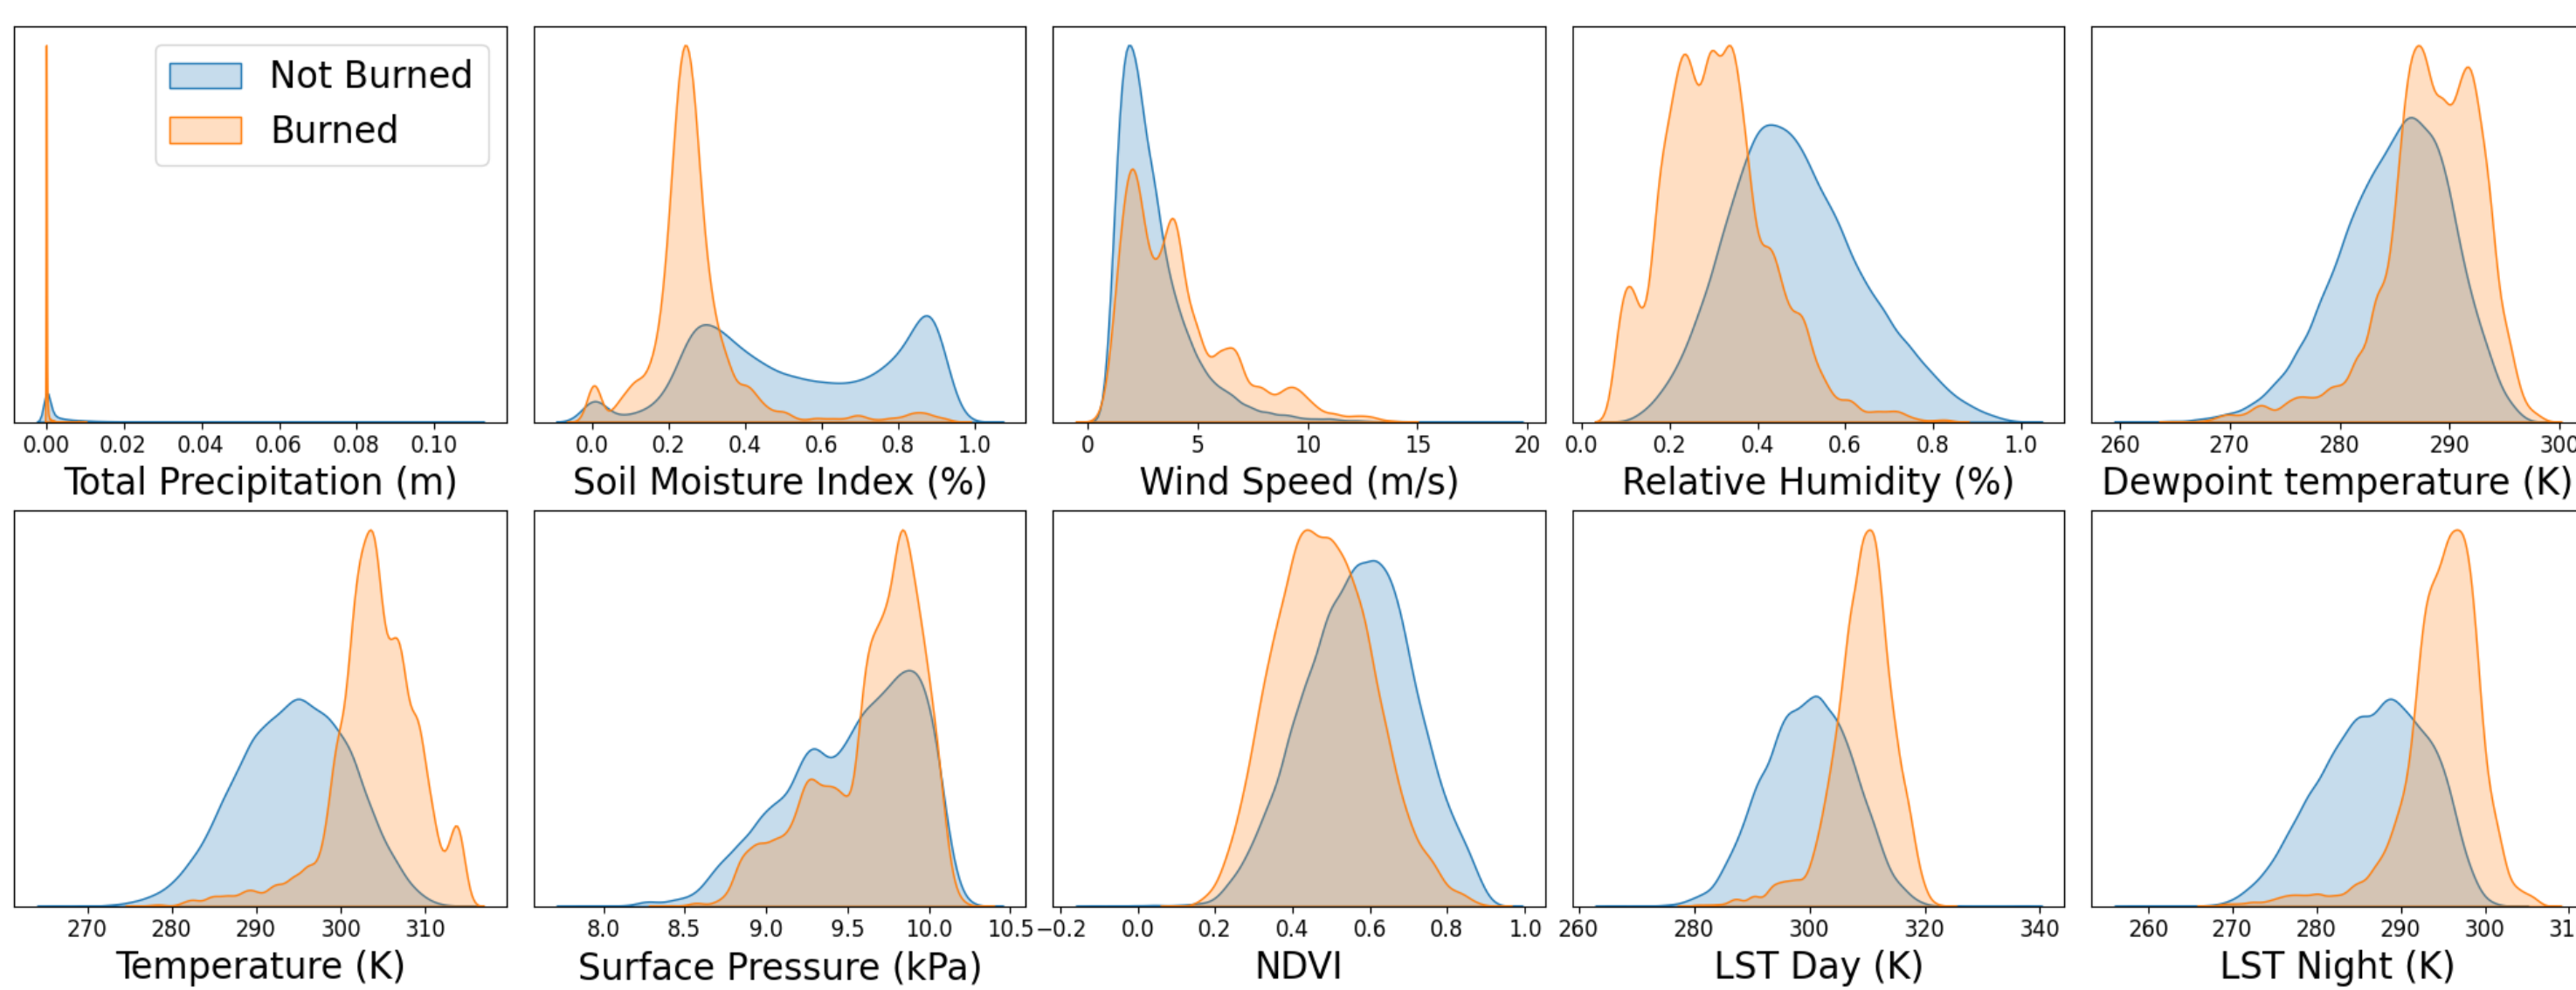 Not Burned
Burned
0.00 0.02 0.04 0.06 0.08 0.10
Total Precipitation (m)
0.0 0.2 0.4 0.6 0.8 1.0
Soil Moisture Index (%)
0 5 10 15 20
Wind Speed (m/s)
0.0 0.2 0.4 0.6 0.8 1.0
Relative Humidity (%)
260 270 280 290 300
Dewpoint temperature (K)
270 280 290 300 310
Temperature (K)
8.0 8.5 9.0 9.5 10.0 10.5
Surface Pressure (kPa)
−0.2 0.0 0.2 0.4 0.6 0.8 1.0
NDVI
260 280 300 320 340
LST Day (K)
260 270 280 290 300 31
LST Night (K)